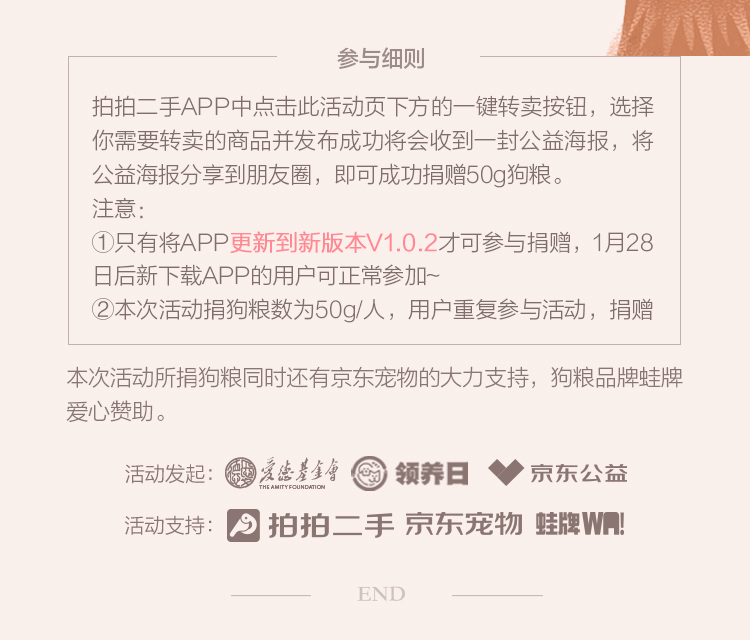 参与细则
拍拍二手APP中点击此活动页下方的一键转卖按钮，选择
你需要转卖的商品并发布成功将会收到一封公益海报，将
公益海报分享到朋友圈，即可成功捐赠50g狗粮。
注意：
①只有将APP更新到新版本V1.0.2才可参与捐赠，1月28
日后新下载APP的用户可正常参加~
②本次活动捐狗粮数为50g/人，用户重复参与活动，捐赠
本次活动所捐狗粮同时还有京东宠物的大力支持，狗粮品牌蛙牌
爱心赞助。
活动发起： 爱德基金會 THE AMITY FOUNDATION 领养日 京东公益
活动支持： 拍拍二手 京东宠物 蛙牌WA!
END